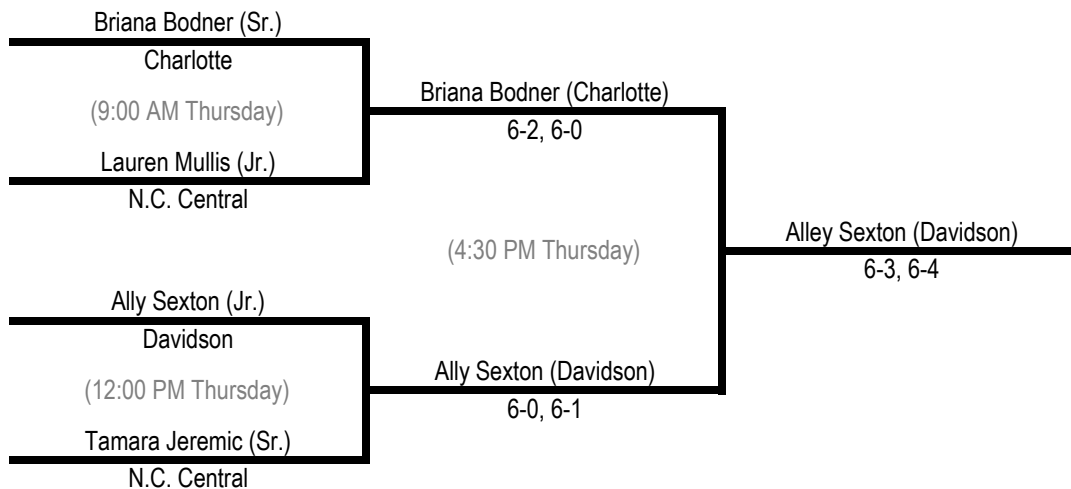 Briana Bodner (Sr.)
Charlotte
(9:00 AM Thursday)
Lauren Mullis (Jr.)
N.C. Central
Briana Bodner (Charlotte)
6-2, 6-0
(4:30 PM Thursday)
Alley Sexton (Davidson)
6-3, 6-4
Ally Sexton (Jr.)
Davidson
(12:00 PM Thursday)
Tamara Jeremic (Sr.)
N.C. Central
Ally Sexton (Davidson)
6-0, 6-1